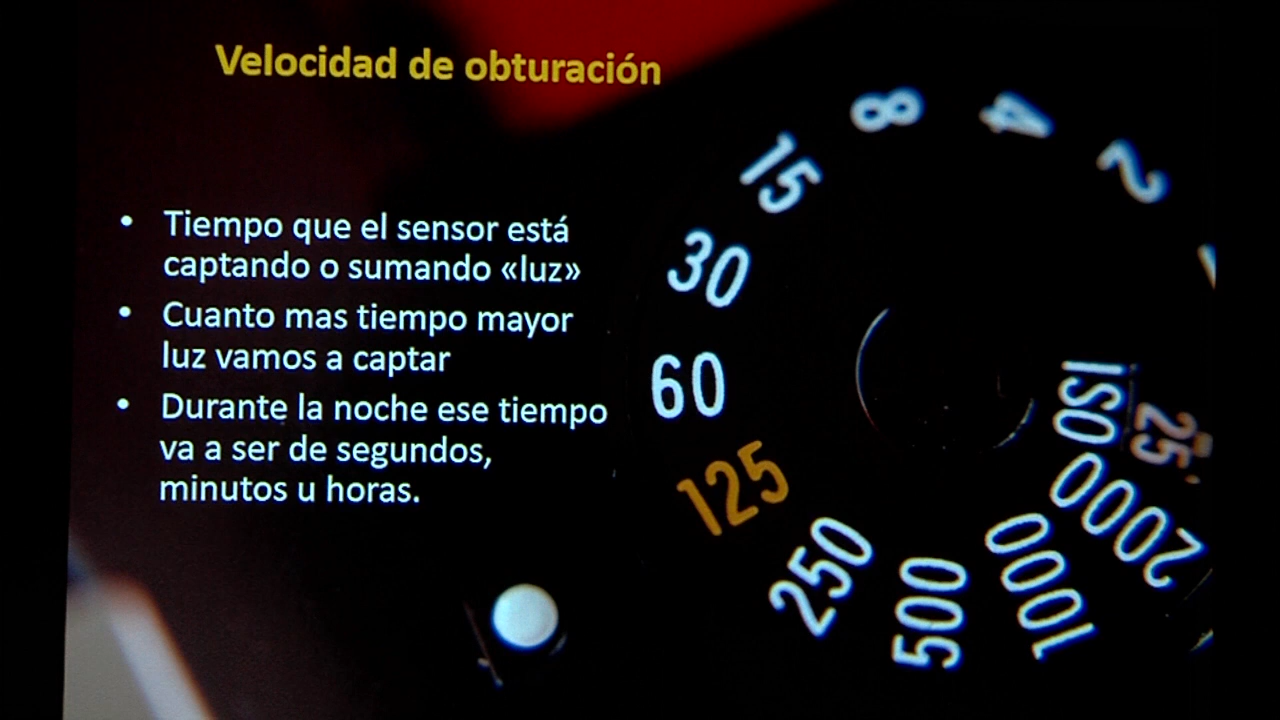 Velocidad de obturación
• Tiempo que el sensor está
captando o sumando «luz»
• Cuanto mas tiempo mayor
luz vamos a captar
• Durante la noche ese tiempo
va a ser de segundos,
minutos u horas.
2
4
8
15
30
60
125
250
500
1000
2000
ISO
25